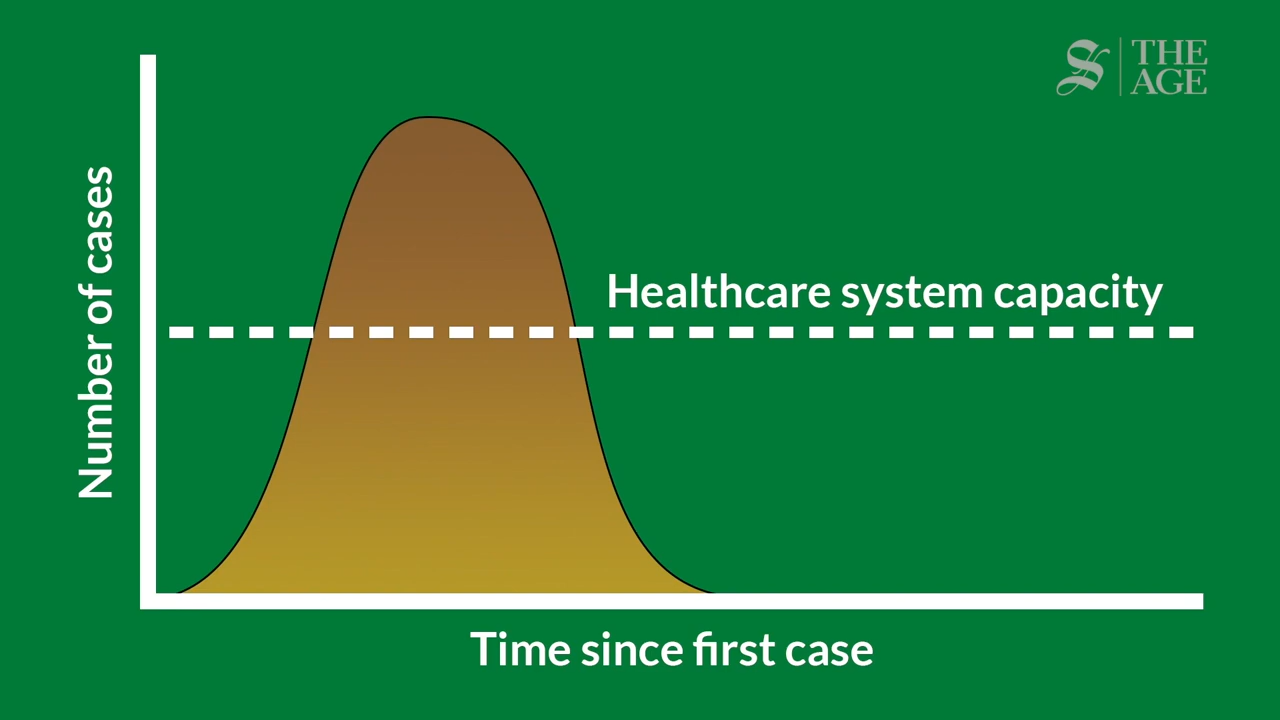 THE
AGE
Number of cases
Healthcare system capacity
Time since first case